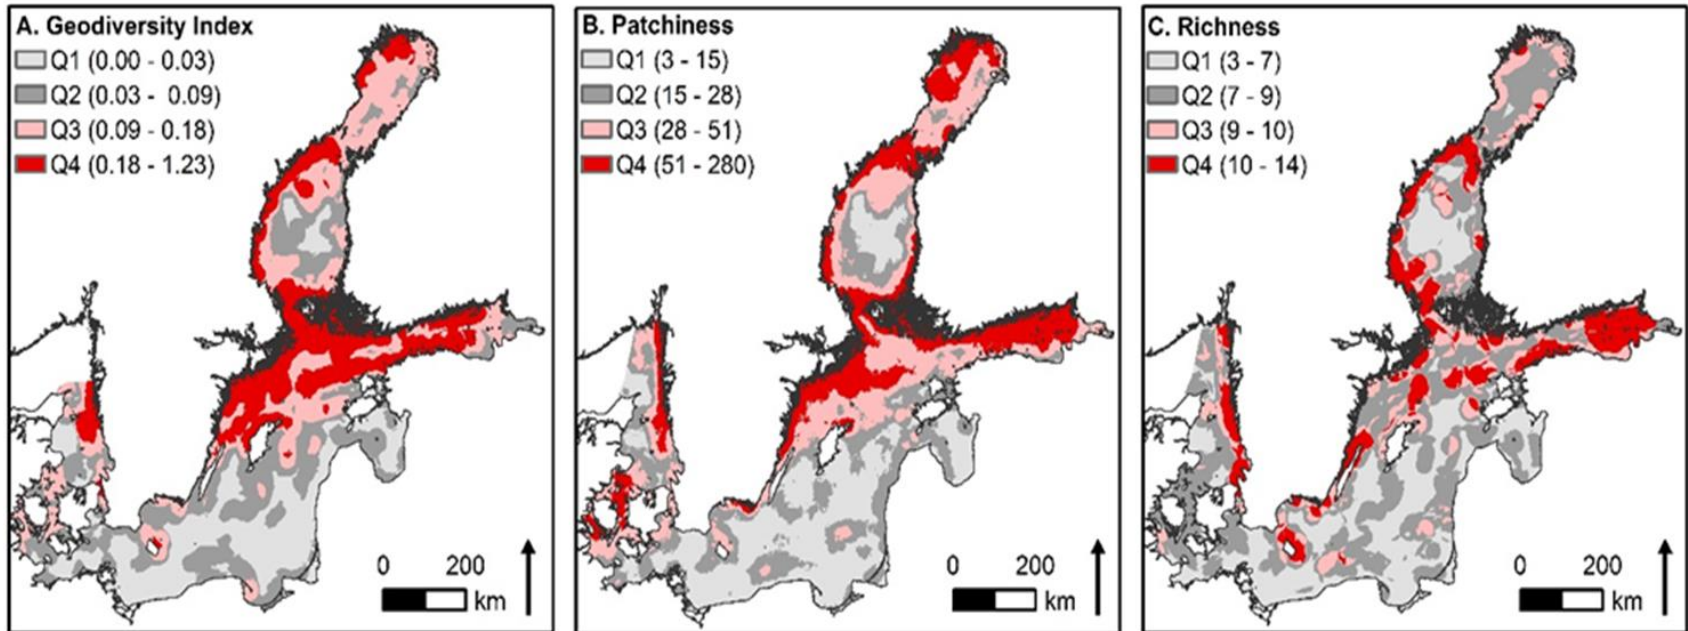 A. Geodiversity Index
Q1 (0.00 - 0.03)
Q2 (0.03 - 0.09)
Q3 (0.09 - 0.18)
Q4 (0.18 - 1.23)
0 200
km
B. Patchiness
Q1 (3 - 15)
Q2 (15 - 28)
Q3 (28 - 51)
Q4 (51 - 280)
0 200
km
C. Richness
Q1 (3 - 7)
Q2 (7 - 9)
Q3 (9 - 10)
Q4 (10 - 14)
0 200
km